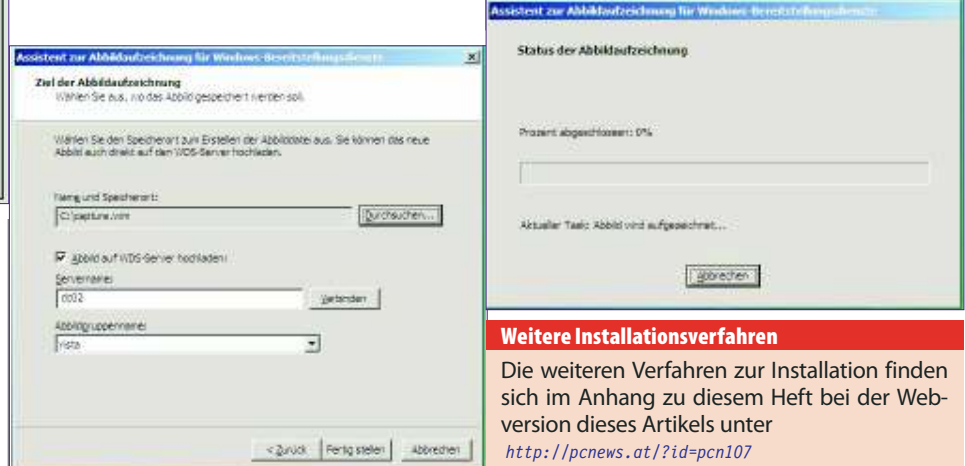 Assistent zur Abbildaufzeichnung für Windows-Bereitstellungsdienste
Ziel der Abbildaufzeichnung
Wählen Sie aus, wo das Abbild gespeichert werden soll.
Wählen Sie den Speicherort zum Erstellen der Abbilddatei aus. Sie können das neue
Abbild auch direkt auf den WDS-Server hochladen.
Name und Speicherort:
C:\capture.wim
Durchsuchen...
Abbild auf WDS-Server hochladen:
Servername:
dc02
Verbinden
Abbildgruppenname:
vista
< Zurück
Fertig stellen
Abbrechen
Assistent zur Abbildaufzeichnung für Windows-Bereitstellungsdienste
Status der Abbildaufzeichnung
Prozent abgeschlossen: 0%
Aktueller Task: Abbild wird aufgezeichnet...
Abbrechen
Weitere Installationsverfahren
Die weiteren Verfahren zur Installation finden
sich im Anhang zu diesem Heft bei der Web-
version dieses Artikels unter
http://pcnews.at/?id=pcn107